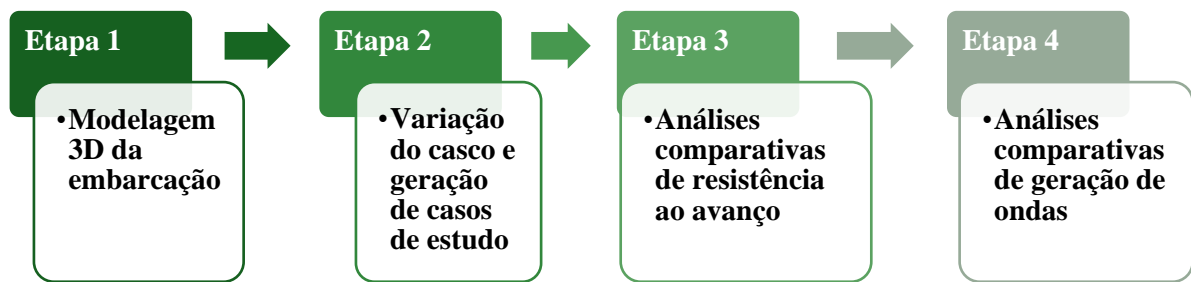 Etapa 1
•Modelagem
3D da
embarcação
Etapa 2
•Variação
do casco e
geração
de casos
de estudo
Etapa 3
•Análises
comparativas
de resistência
ao avanço
Etapa 4
•Análises
comparativas
de geração de
ondas